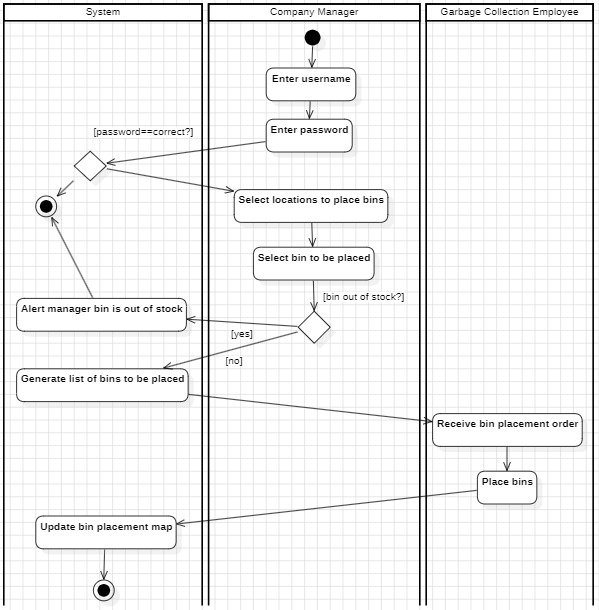 System
Company Manager
Garbage Collection Employee
Enter username
Enter password
[password==correct?]
Select locations to place bins
Select bin to be placed
[bin out of stock?]
Alert manager bin is out of stock
[yes]
[no]
Generate list of bins to be placed
Receive bin placement order
Place bins
Update bin placement map